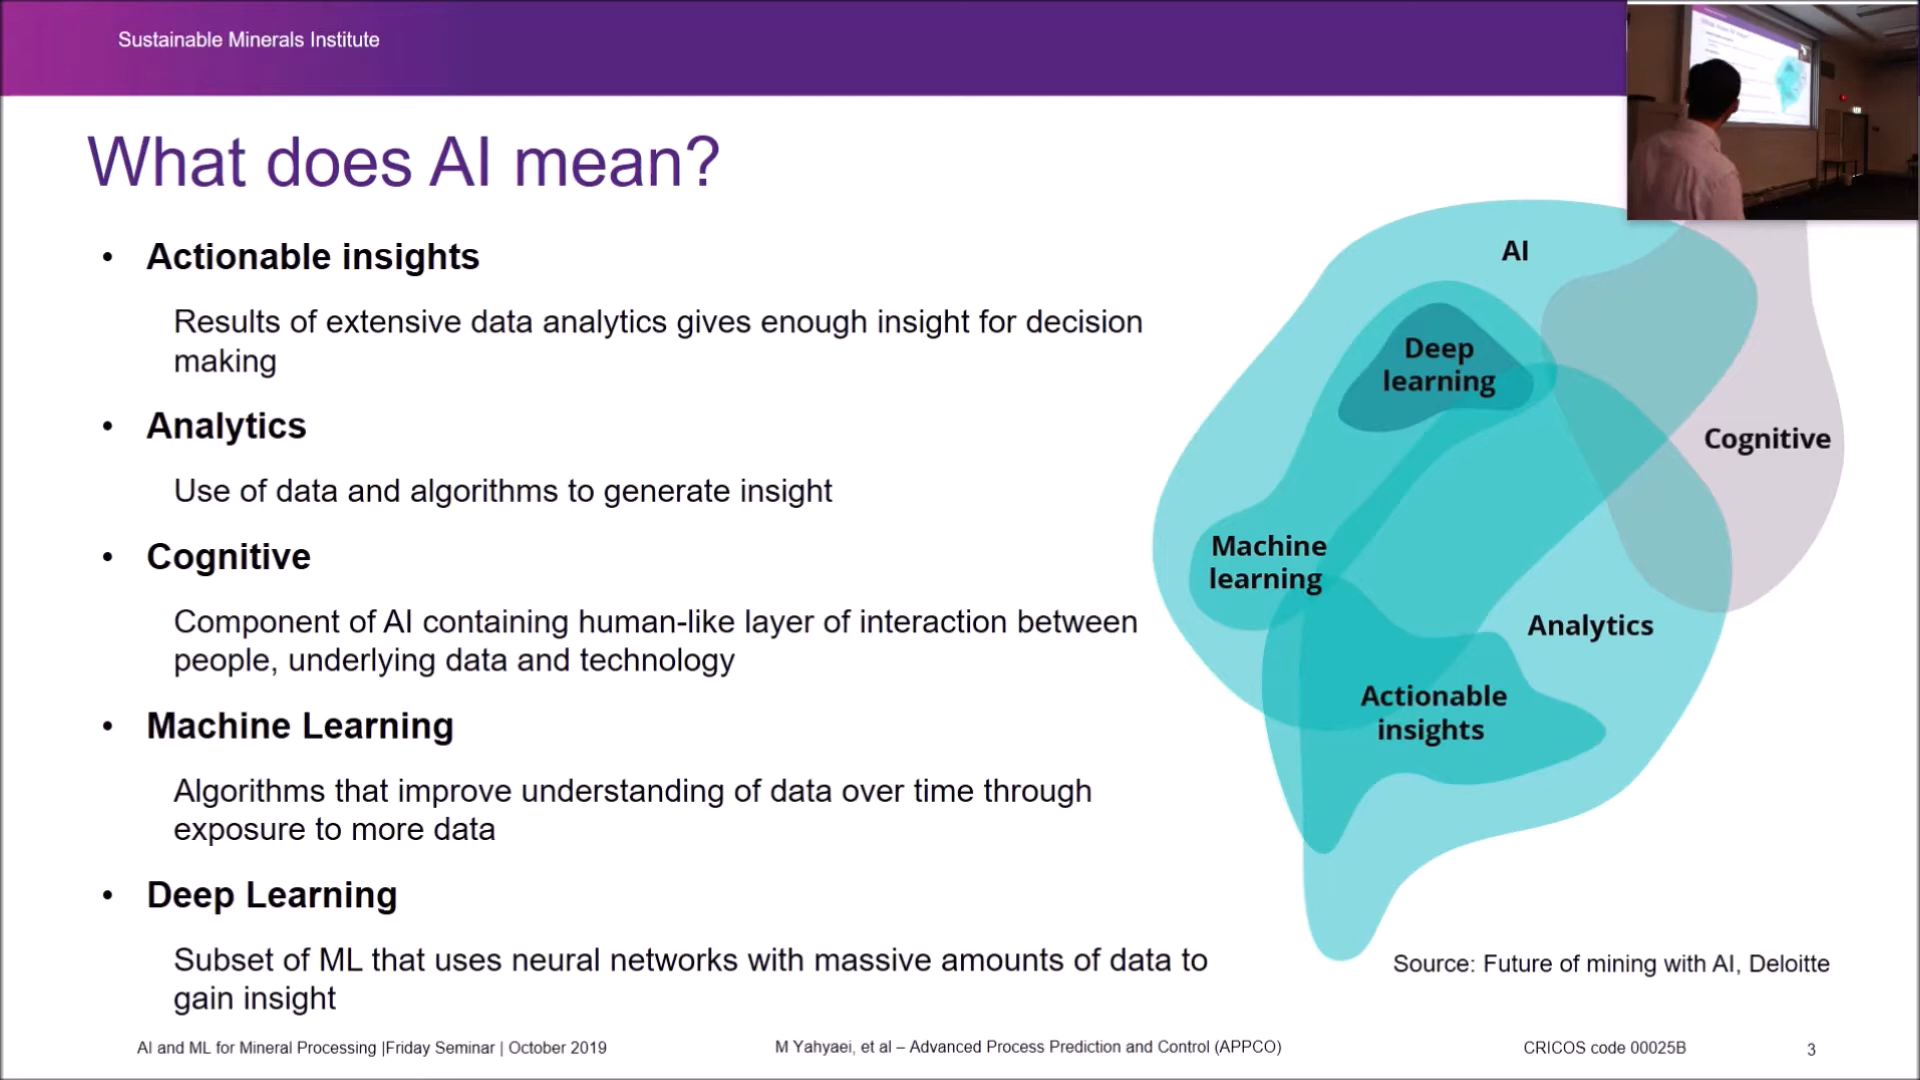 Sustainable Minerals Institute
What does AI mean?
• Actionable insights
Results of extensive data analytics gives enough insight for decision
making
• Analytics
Use of data and algorithms to generate insight
• Cognitive
Component of AI containing human-like layer of interaction between
people, underlying data and technology
• Machine Learning
Algorithms that improve understanding of data over time through
exposure to more data
• Deep Learning
Subset of ML that uses neural networks with massive amounts of data to
gain insight
AI
Deep
learning
Cognitive
Machine
learning
Analytics
Actionable
insights
Source: Future of mining with AI, Deloitte
AI and ML for Mineral Processing |Friday Seminar | October 2019
M Yahyaei, et al – Advanced Process Prediction and Control (APPCO)
CRICOS code 00025B
3